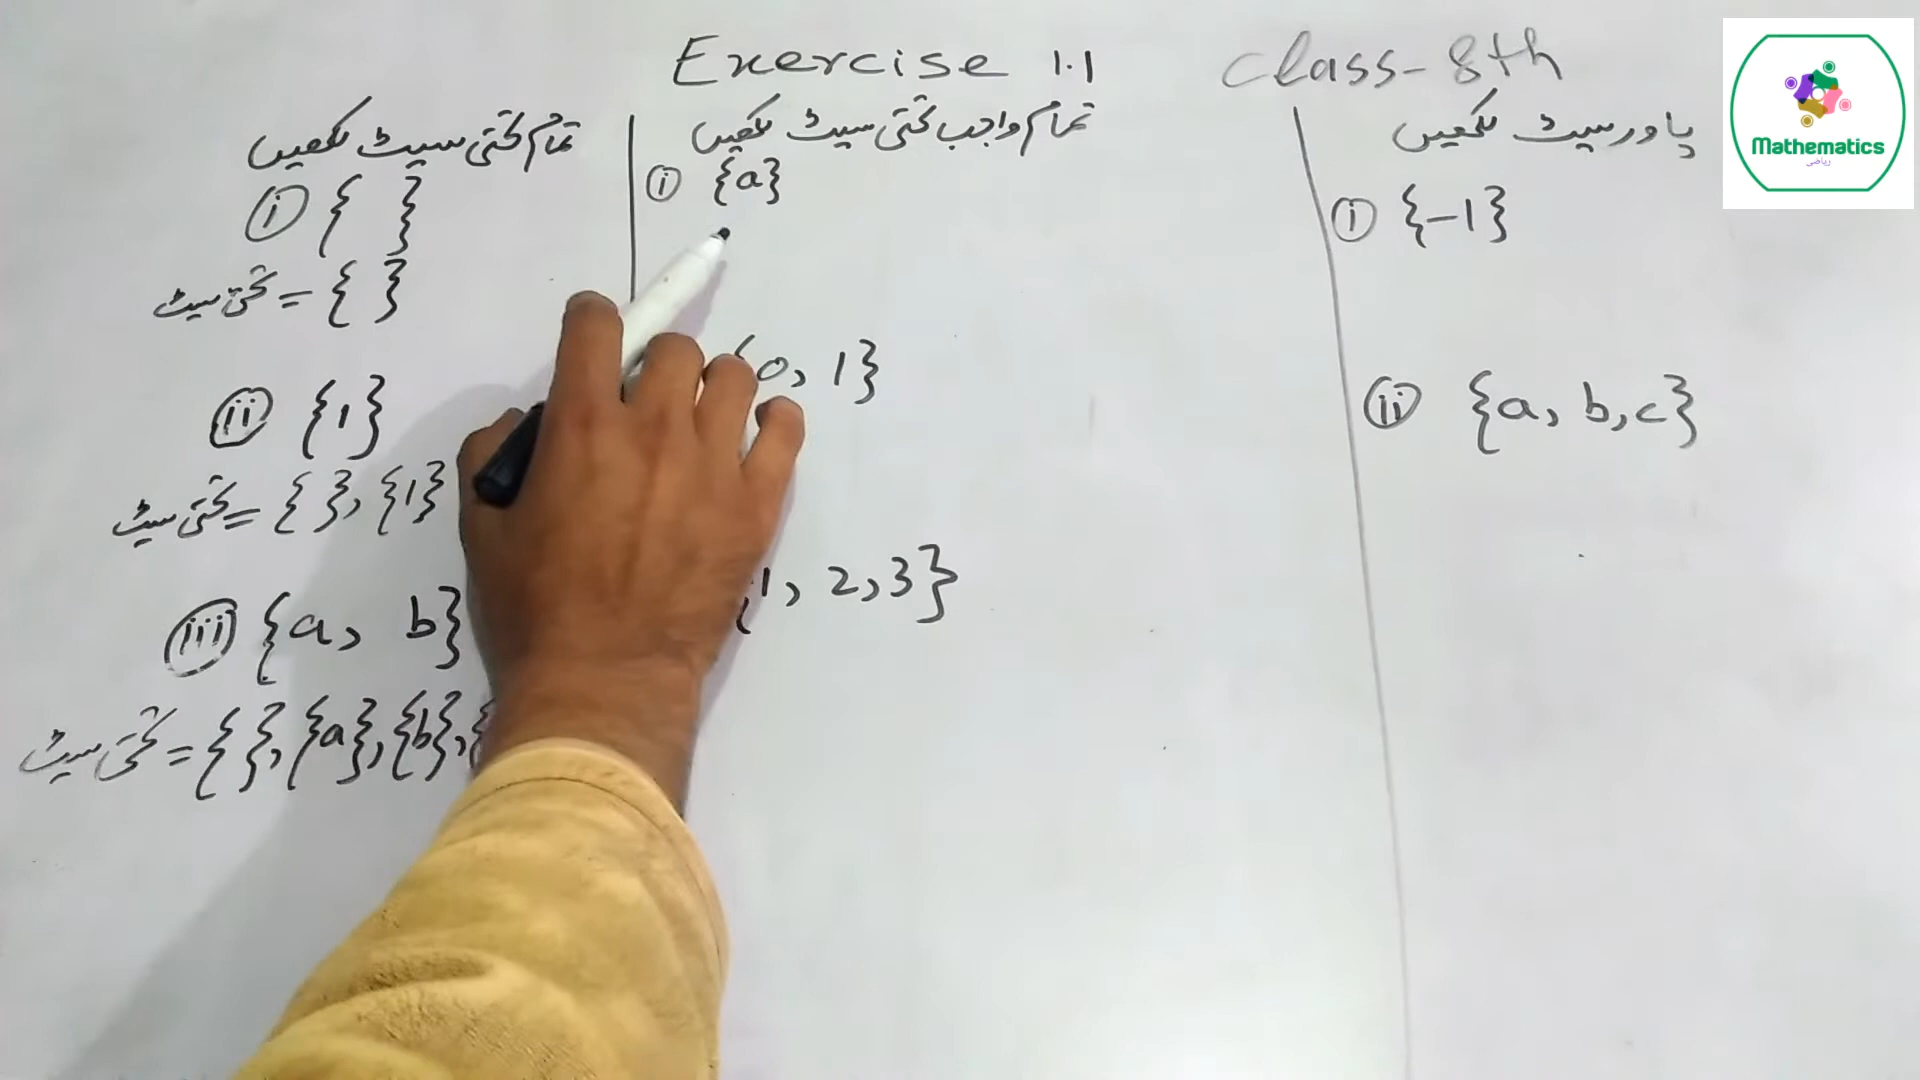 Exercise 1.1
Class-8th
تمام تحتی سیٹ لکھیں
i { }
تحتی سیٹ = { }
ii {1}
تحتی سیٹ = { }, {1}
iii {a, b}
تحتی سیٹ = { }, {a}, {b}, {
تمام واجب تحتی سیٹ لکھیں
i {a}
{0, 1}
{1, 2, 3}
پاور سیٹ لکھیں
i {-1}
ii {a, b, c}
Mathematics
ریاضی